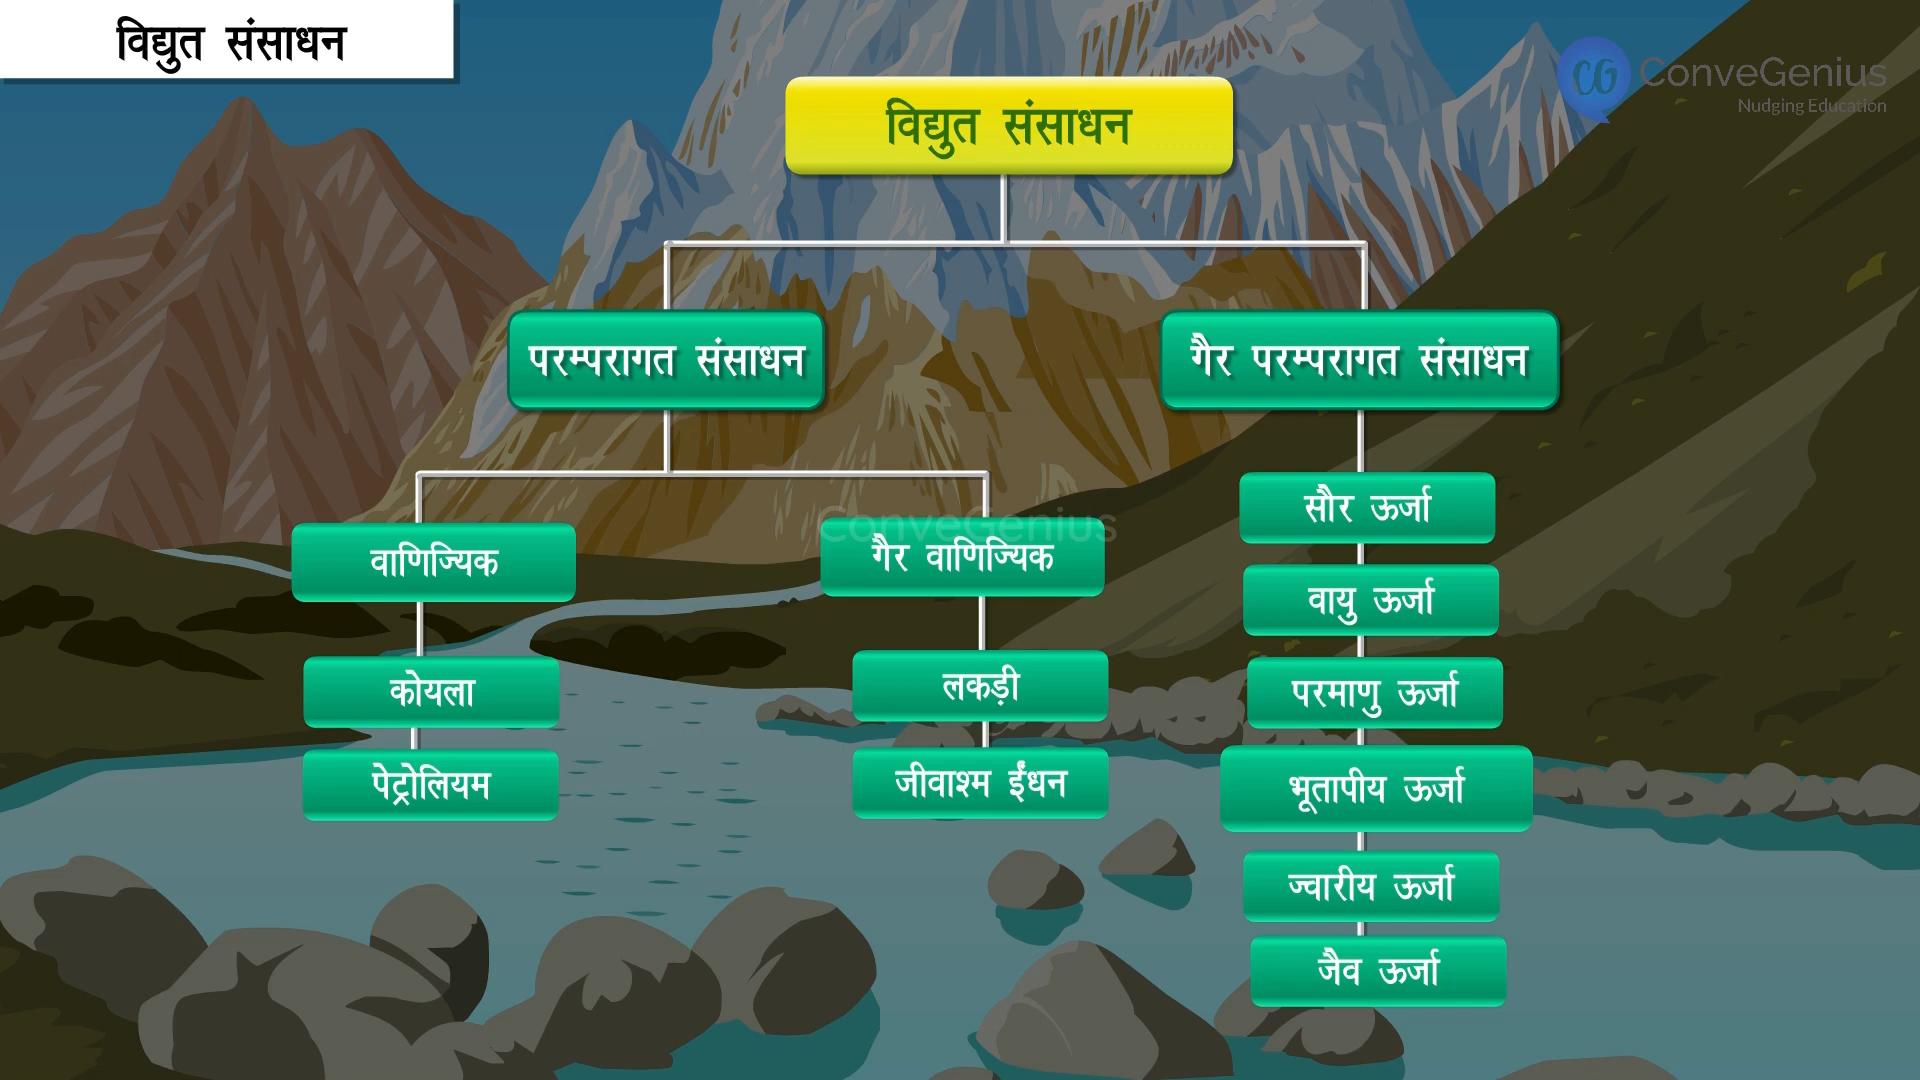 विद्युत संसाधन
ConveGenius
Nudging Education
विद्युत संसाधन
परम्परागत संसाधन
गैर परम्परागत संसाधन
वाणिज्यिक
कोयला
पेट्रोलियम
ConveGenius
गैर वाणिज्यिक
लकड़ी
जीवाश्म ईंधन
सौर ऊर्जा
वायु ऊर्जा
परमाणु ऊर्जा
भूतापीय ऊर्जा
ज्वारीय ऊर्जा
जैव ऊर्जा